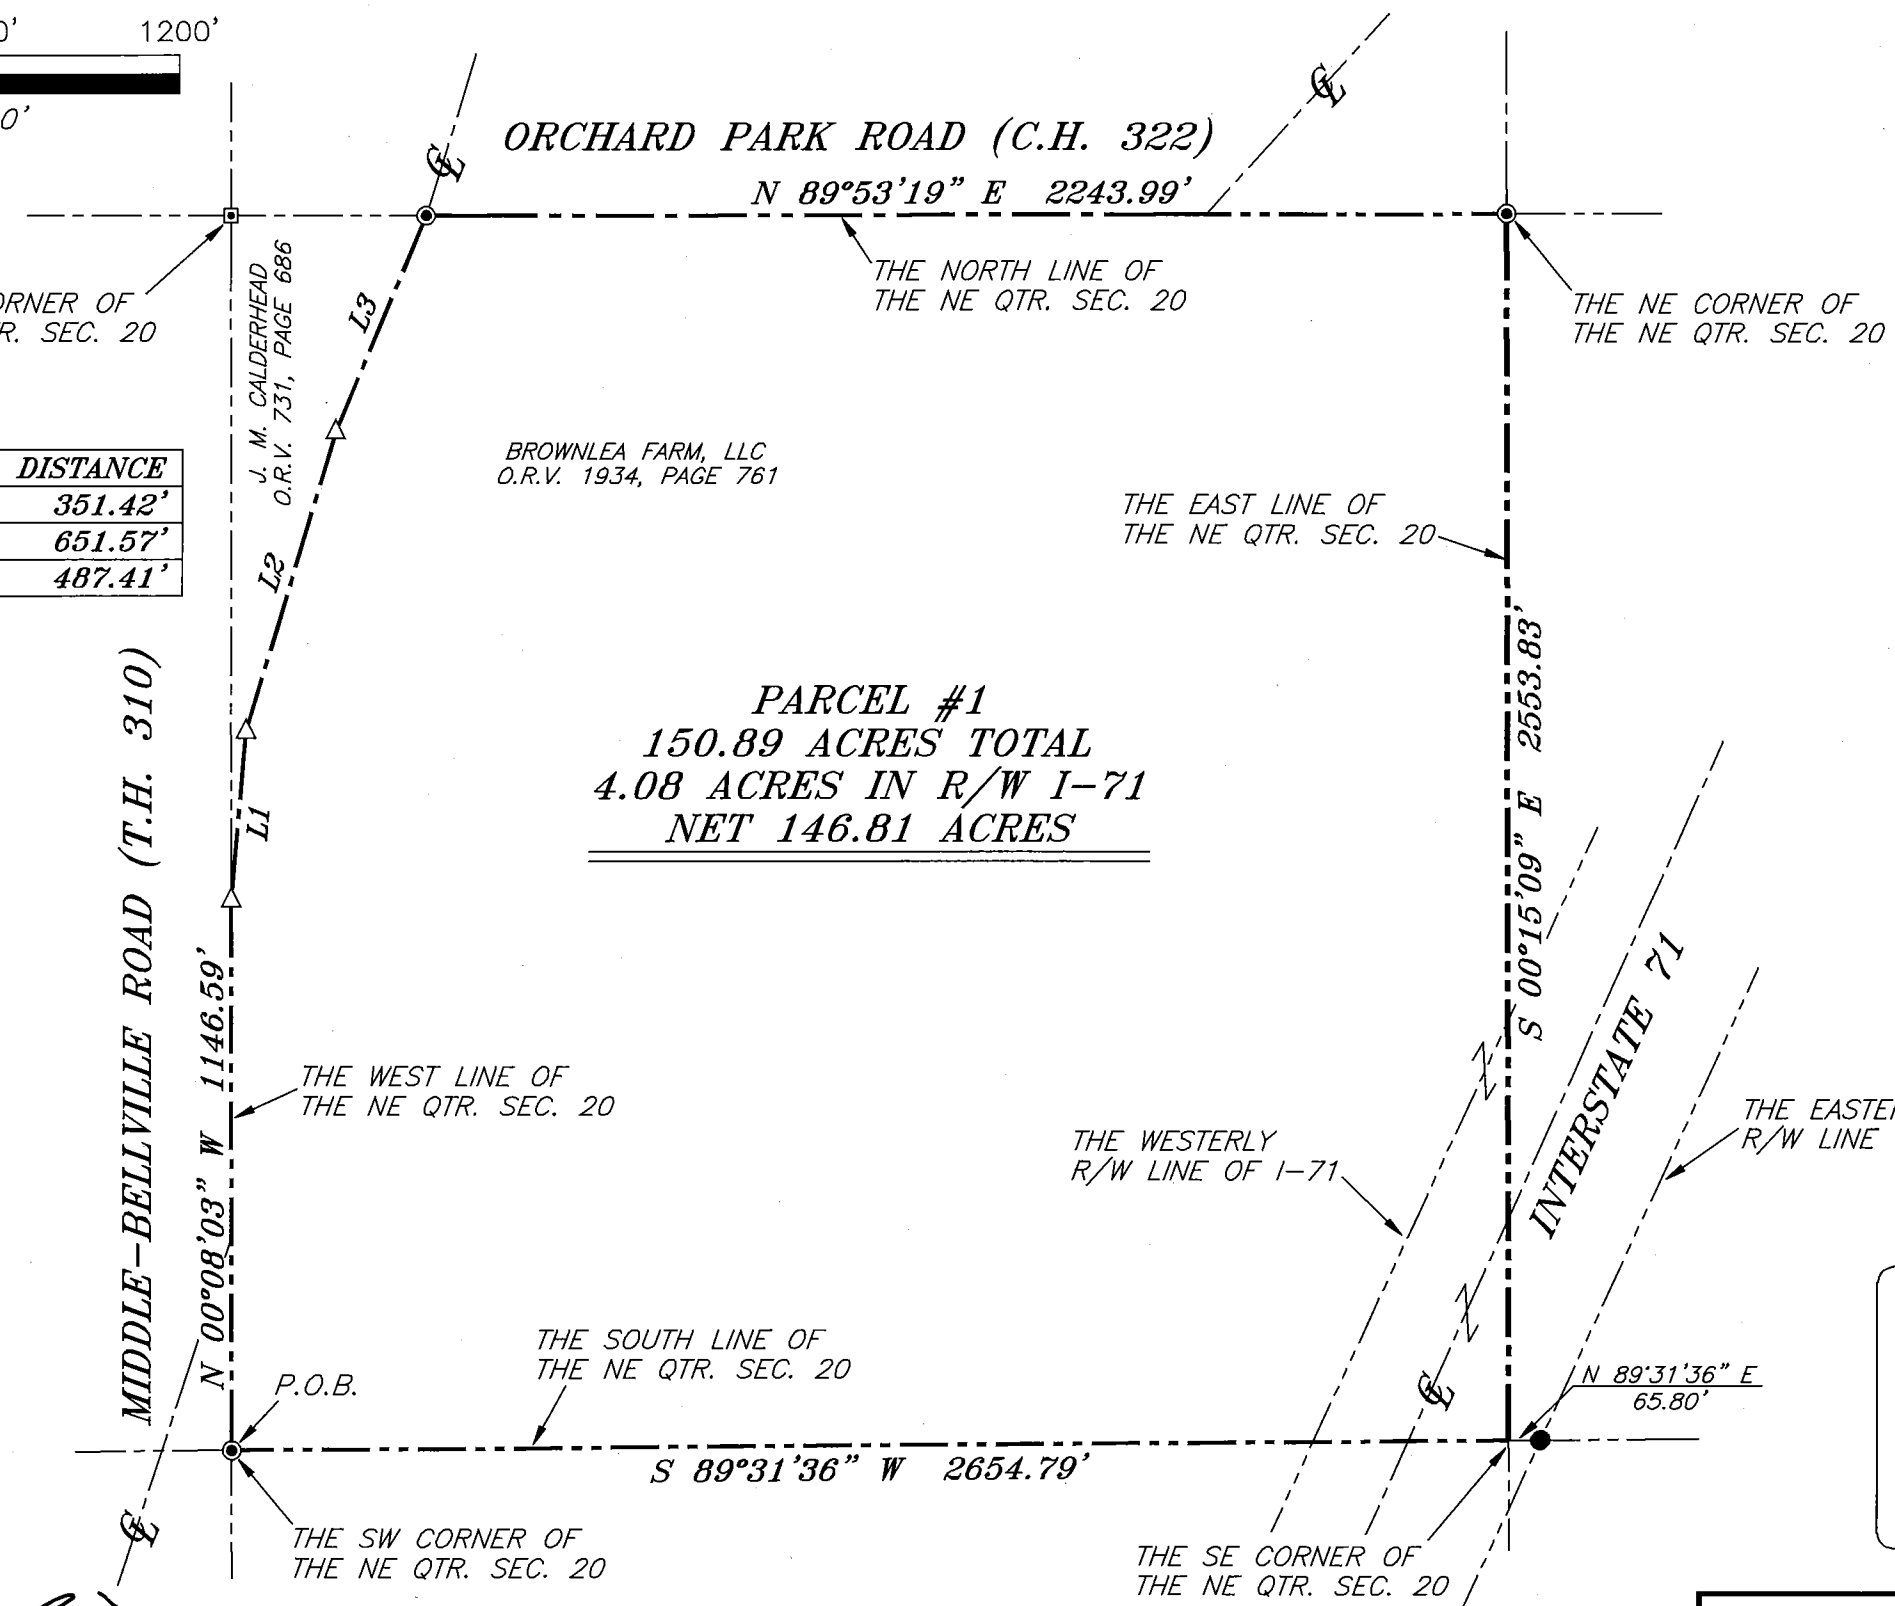 1200'
ORCHARD PARK ROAD (C.H. 322)
N 89°53'19" E 2243.99'
THE NORTH LINE OF
THE NE QTR. SEC. 20
THE NE CORNER OF
THE NE QTR. SEC. 20
CORNER OF
SEC. 20
J. M. CALDERHEAD
O.R.V. 731, PAGE 686
L3
BROWNLEA FARM, LLC
O.R.V. 1934, PAGE 761
DISTANCE
351.42'
651.57'
487.41'
THE EAST LINE OF
THE NE QTR. SEC. 20
L2
S 00°15'09" E 2553.83'
PARCEL #1
150.89 ACRES TOTAL
4.08 ACRES IN R/W I-71
NET 146.81 ACRES
L1
MIDDLE-BELLVILLE ROAD (T.H. 310)
N 00°08'03" W 1146.59'
THE WEST LINE OF
THE NE QTR. SEC. 20
THE WESTERLY
R/W LINE OF I-71
INTERSTATE 71
THE
R/W LINE
THE SOUTH LINE OF
THE NE QTR. SEC. 20
P.O.B.
N 89°31'36" E
65.80'
S 89°31'36" W 2654.79'
THE SW CORNER OF
THE NE QTR. SEC. 20
THE SE CORNER OF
THE NE QTR. SEC. 20